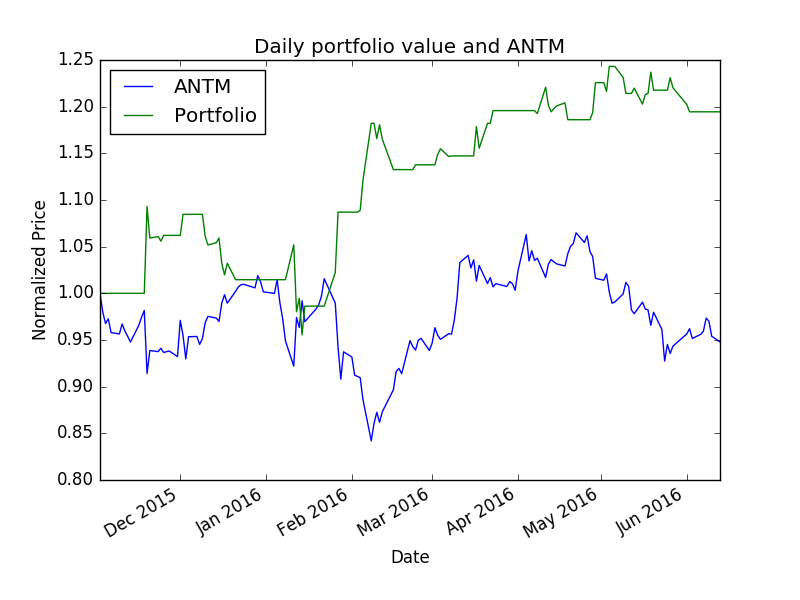 Daily portfolio value and ANTM
ANTM
Portfolio
1.25
1.20
1.15
1.10
1.05
1.00
0.95
0.90
0.85
0.80
Normalized Price
Dec 2015
Jan 2016
Feb 2016
Mar 2016
Apr 2016
May 2016
Jun 2016
Date